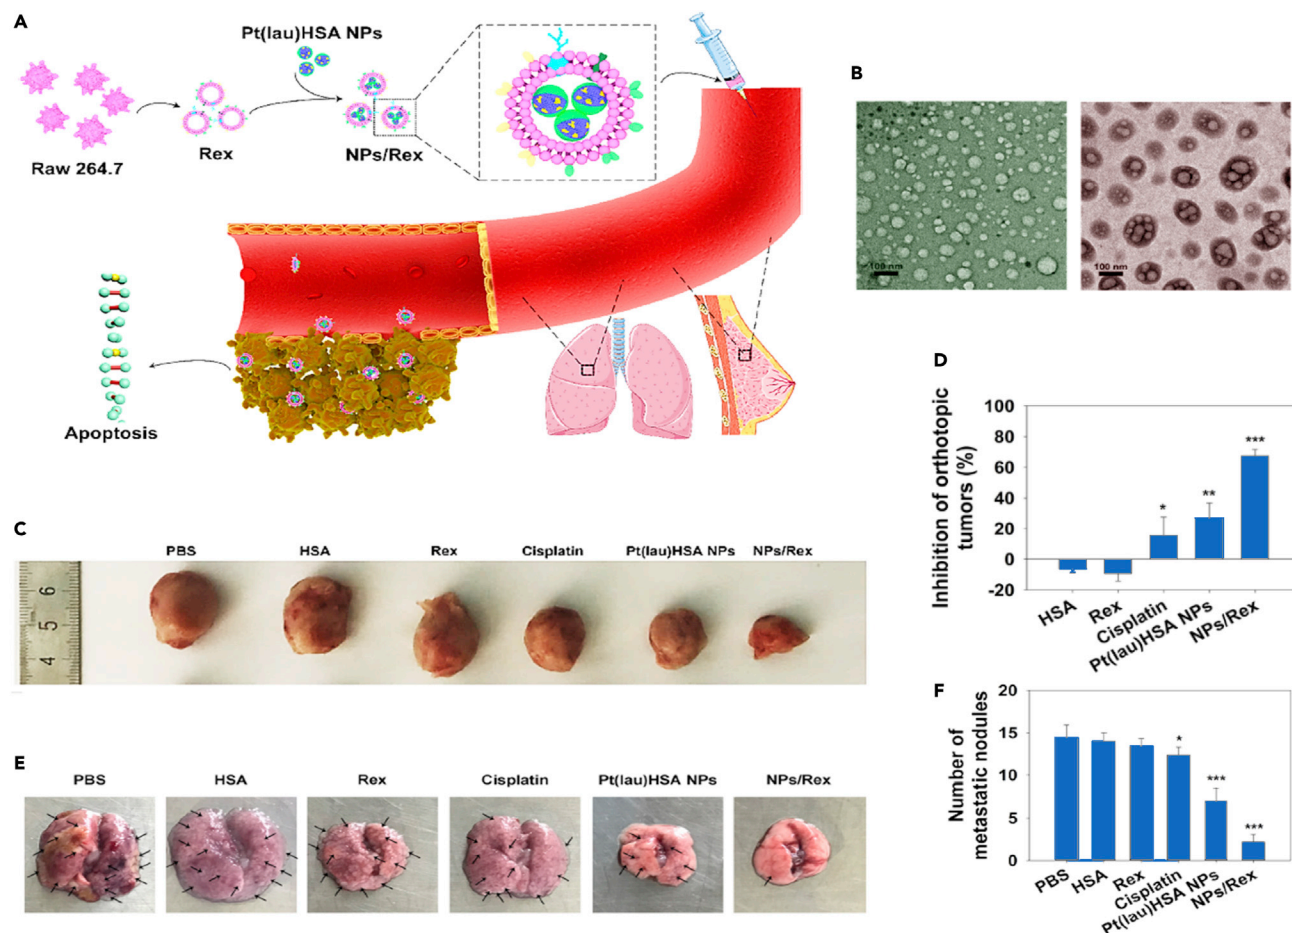 A
Pt(lau)HSA NPs
Raw 264.7
Rex
NPs/Rex
Apoptosis
B
100 nm
100 nm
C
PBS HSA Rex Cisplatin Pt(lau)HSA NPs NPs/Rex
6
5
4
D
Inhibition of orthotopic
tumors (%)
100
80
60
40
20
0
-20
*
**
***
HSA
Rex
Cisplatin
Pt(lau)HSA NPs
NPs/Rex
E
PBS HSA Rex Cisplatin Pt(lau)HSA NPs NPs/Rex
F
Number of
metastatic nodules
20
15
10
5
0
*
***
***
PBS
HSA
Rex
Cisplatin
Pt(lau)HSA NPs
NPs/Rex